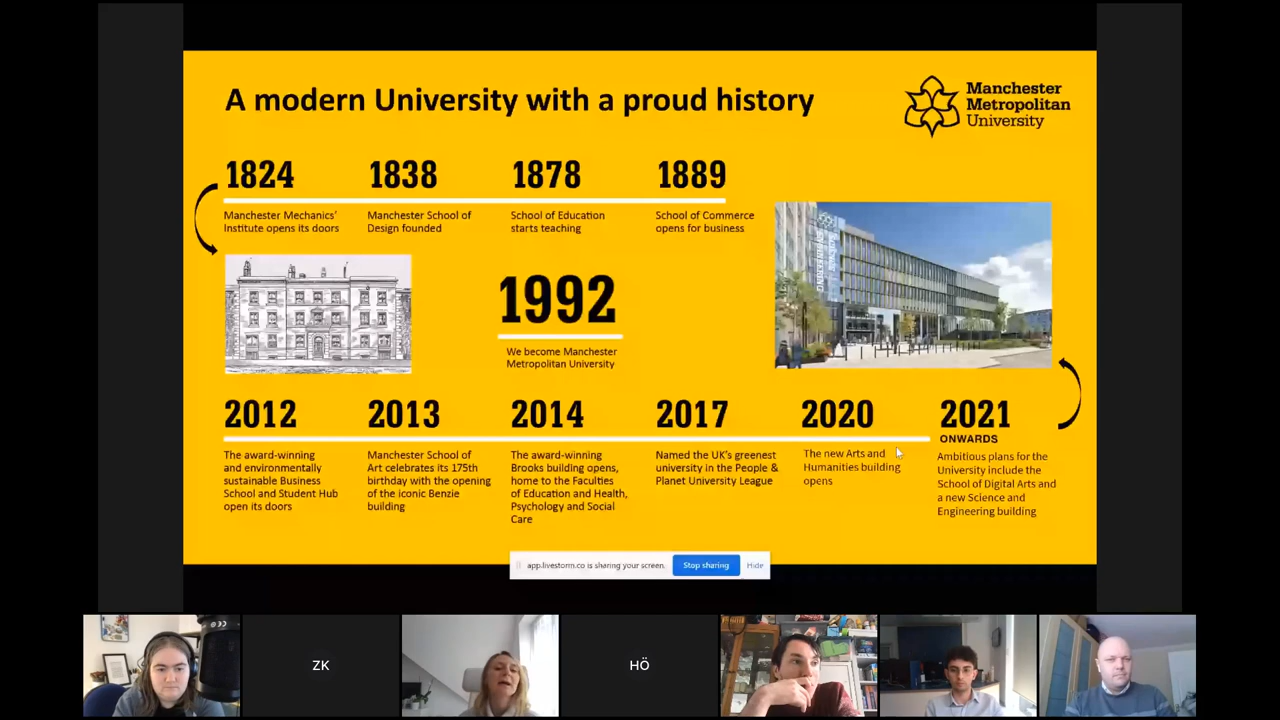 A modern University with a proud history
Manchester
Metropolitan
University
1824
Manchester Mechanics'
Institute opens its doors
1838
Manchester School of
Design founded
1878
School of Education
starts teaching
1889
School of Commerce
opens for business
1992
We become Manchester
Metropolitan University
2012
The award-winning
and environmentally
sustainable Business
School and Student Hub
open its doors
2013
Manchester School of
Art celebrates its 175th
birthday with the opening
of the iconic Benzie
building
2014
The award-winning
Brooks building opens,
home to the Faculties
of Education and Health,
Psychology and Social
Care
2017
Named the UK's greenest
university in the People &
Planet University League
2020
The new Arts and
Humanities building
opens
2021
ONWARDS
Ambitious plans for the
University include the
School of Digital Arts and
a new Science and
Engineering building
app.livestorm.co is sharing your screen.
Stop sharing
Hide
ZK
HÖ